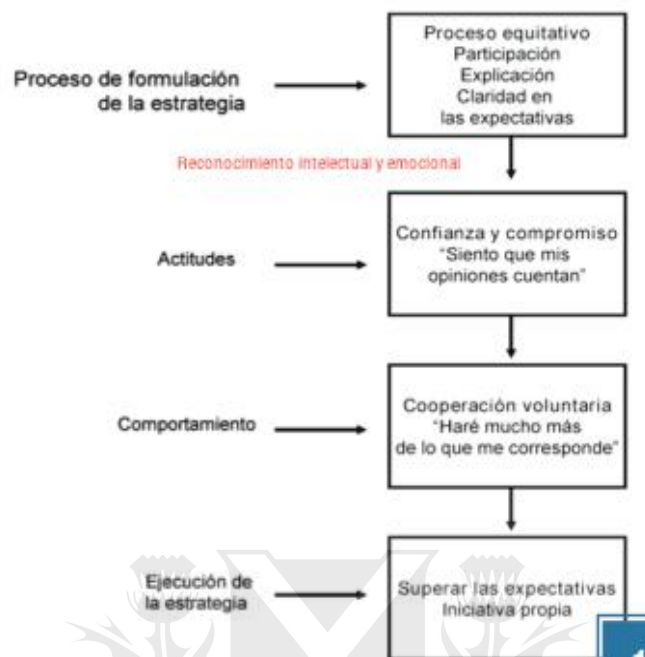 Proceso equitativo
Participación
Explicación
Claridad en
las expectativas
Proceso de formulación
de la estrategia
Reconocimiento intelectual y emocional
Confianza y compromiso
"Siento que mis
opiniones cuentan"
Actitudes
Cooperación voluntaria
"Haré mucho más
de lo que me corresponde"
Comportamiento
Superar las expectativas
Iniciativa propia
Ejecución de
la estrategia